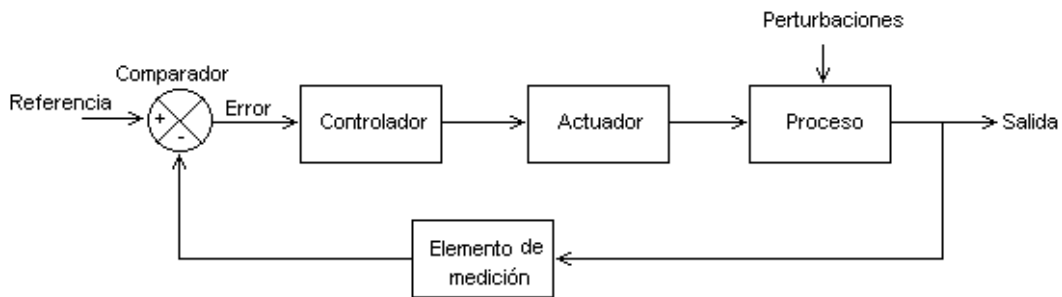 Perturbaciones
Comparador
Referencia
+
-
Error
Controlador
Actuador
Proceso
Salida
Elemento de
medición